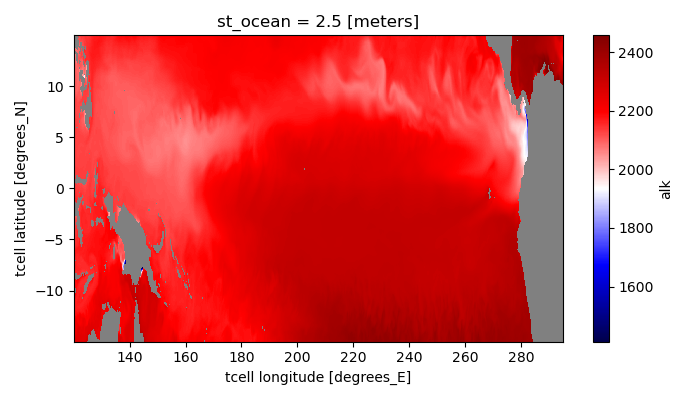 st_ocean = 2.5 [meters]
tcell latitude [degrees_N]
10
5
0
−5
−10
140 160 180 200 220 240 260 280
tcell longitude [degrees_E]
2400
2200
2000
1800
1600
alk